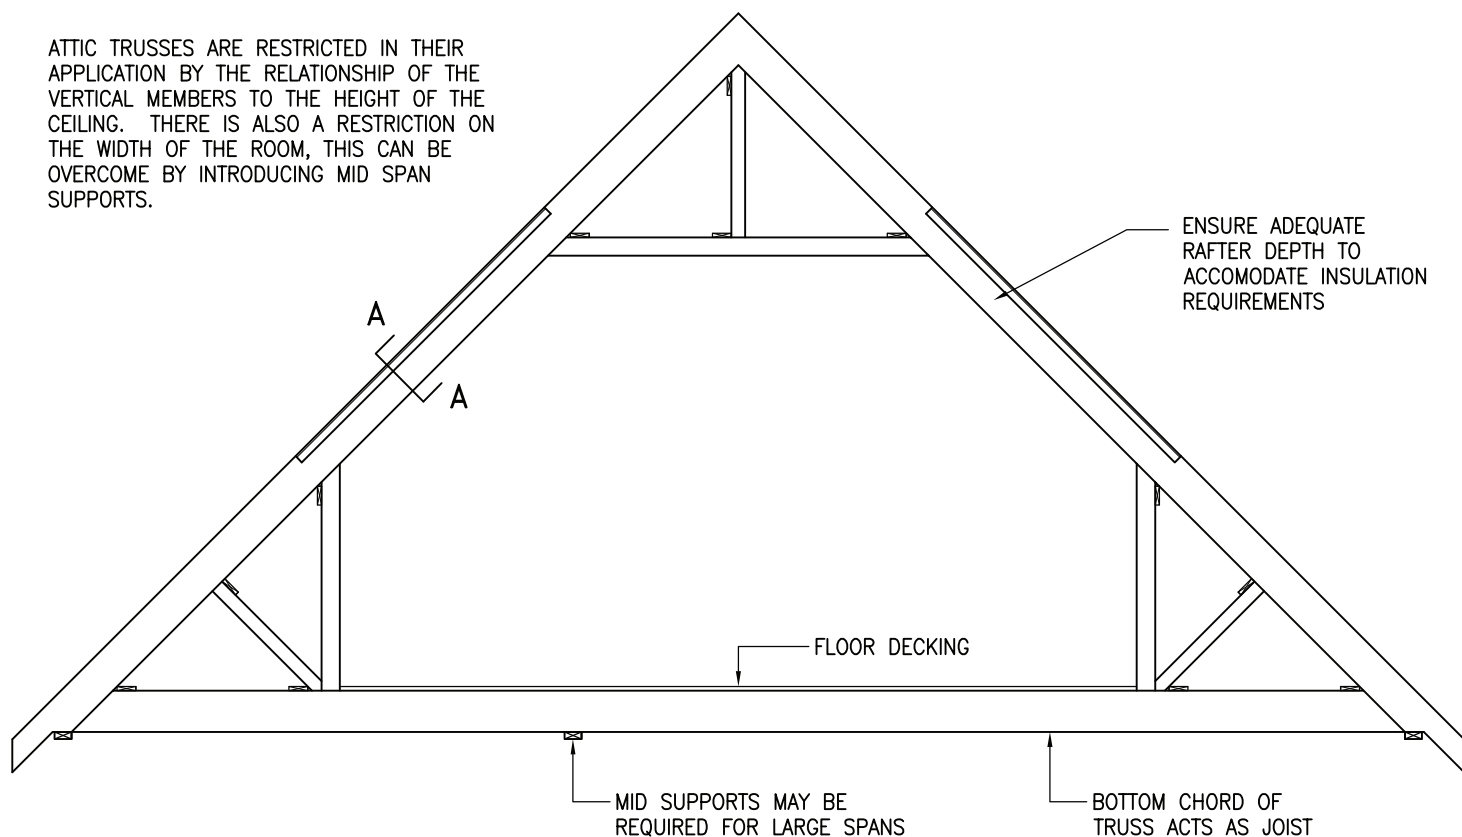 ATTIC TRUSSES ARE RESTRICTED IN THEIR
APPLICATION BY THE RELATIONSHIP OF THE
VERTICAL MEMBERS TO THE HEIGHT OF THE
CEILING. THERE IS ALSO A RESTRICTION ON
THE WIDTH OF THE ROOM, THIS CAN BE
OVERCOME BY INTRODUCING MID SPAN
SUPPORTS.
ENSURE ADEQUATE
RAFTER DEPTH TO
ACCOMODATE INSULATION
REQUIREMENTS
A
A
FLOOR DECKING
MID SUPPORTS MAY BE
REQUIRED FOR LARGE SPANS
BOTTOM CHORD OF
TRUSS ACTS AS JOIST